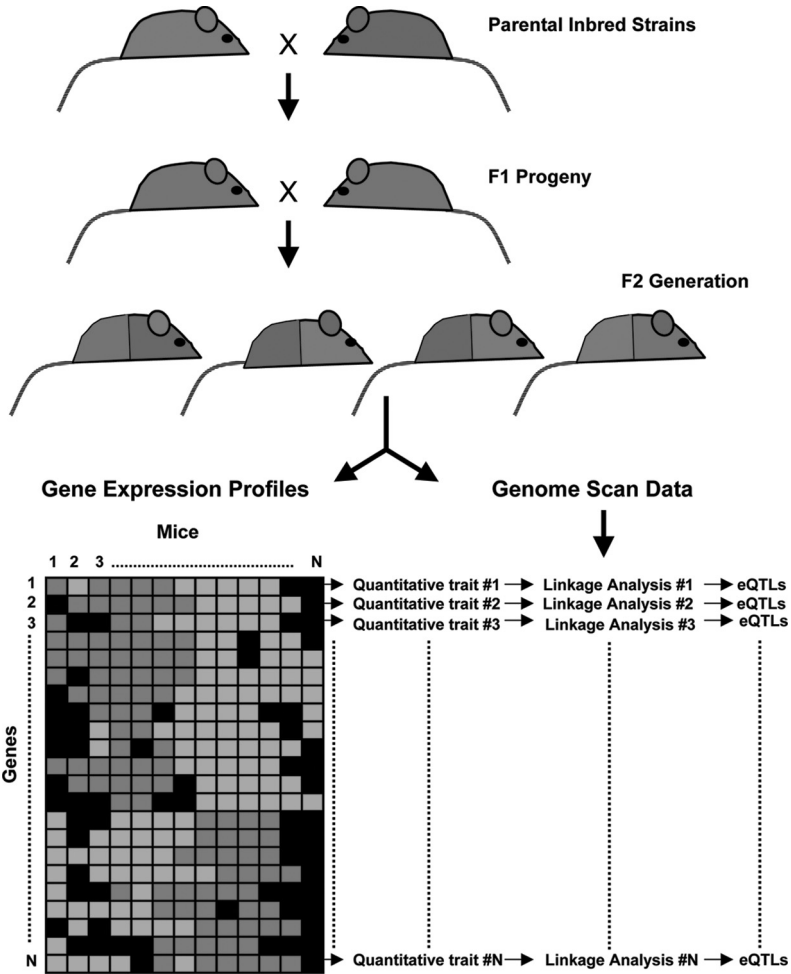 Parental Inbred Strains
X
F1 Progeny
X
F2 Generation
Gene Expression Profiles
Genome Scan Data
Mice
1 2 3 N
Genes
1 Quantitative trait #1 Linkage Analysis #1 eQTLs
2 Quantitative trait #2 Linkage Analysis #2 eQTLs
3 Quantitative trait #3 Linkage Analysis #3 eQTLs
N Quantitative trait #N Linkage Analysis #N eQTLs